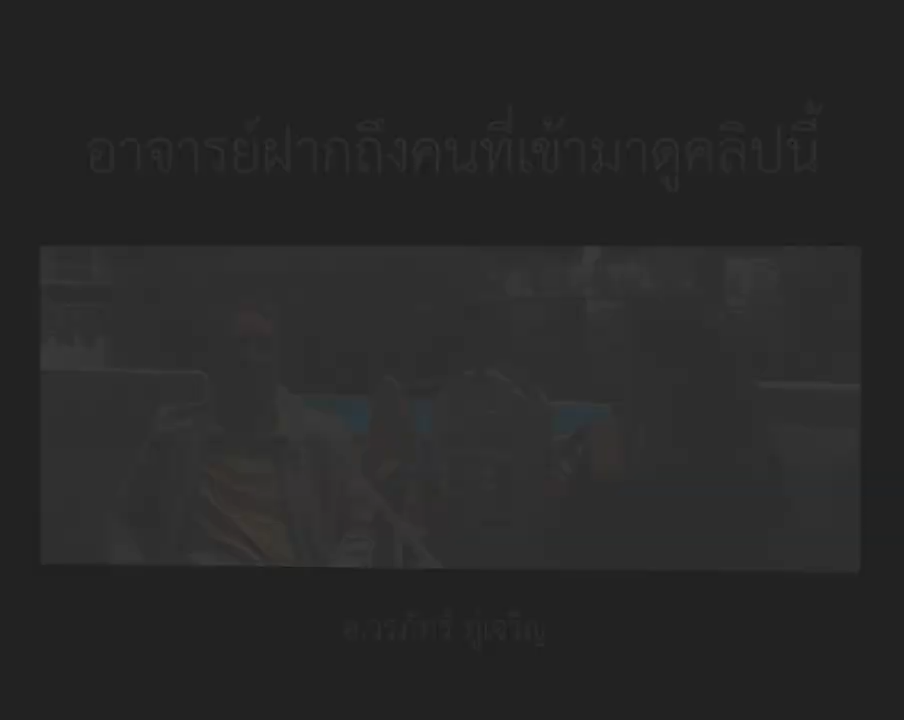 อาจารย์ฝากถึงคนที่เข้ามาดูคลิปนี้
อ.วรภัทร์ ภู่เจริญ